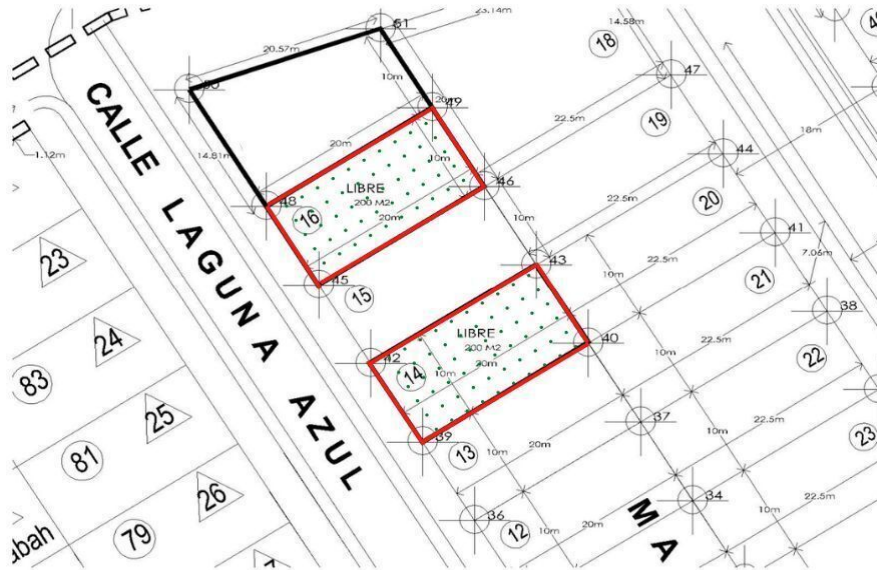 51
23.14m
20.57m
14.58m
18
50
10m
47
49
20m
22.5m
19
18m
1.12m
14.81m
20m
10m
44
LIBRE
200 M2
46
48
16
20m
10m
22.5m
20
41
43
22.5m
10m
21
7.06m
45
15
38
LIBRE
200 M2
40
42
20m
22.5m
10m
22
14
10m
37
22.5m
39
13
20m
10m
23
10m
34
22.5m
36
12
10m
20m
10m
CALLE LAGUNA AZUL
MA
23
24
83
25
81
26
79
abah